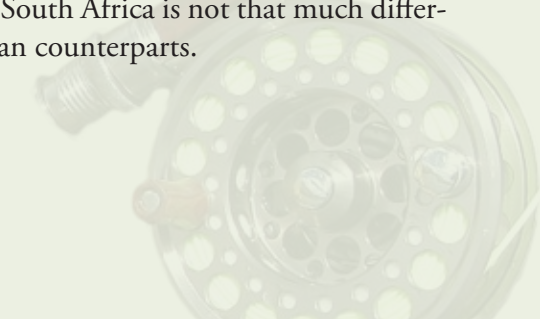 South Africa is not that much differ-
an counterparts.